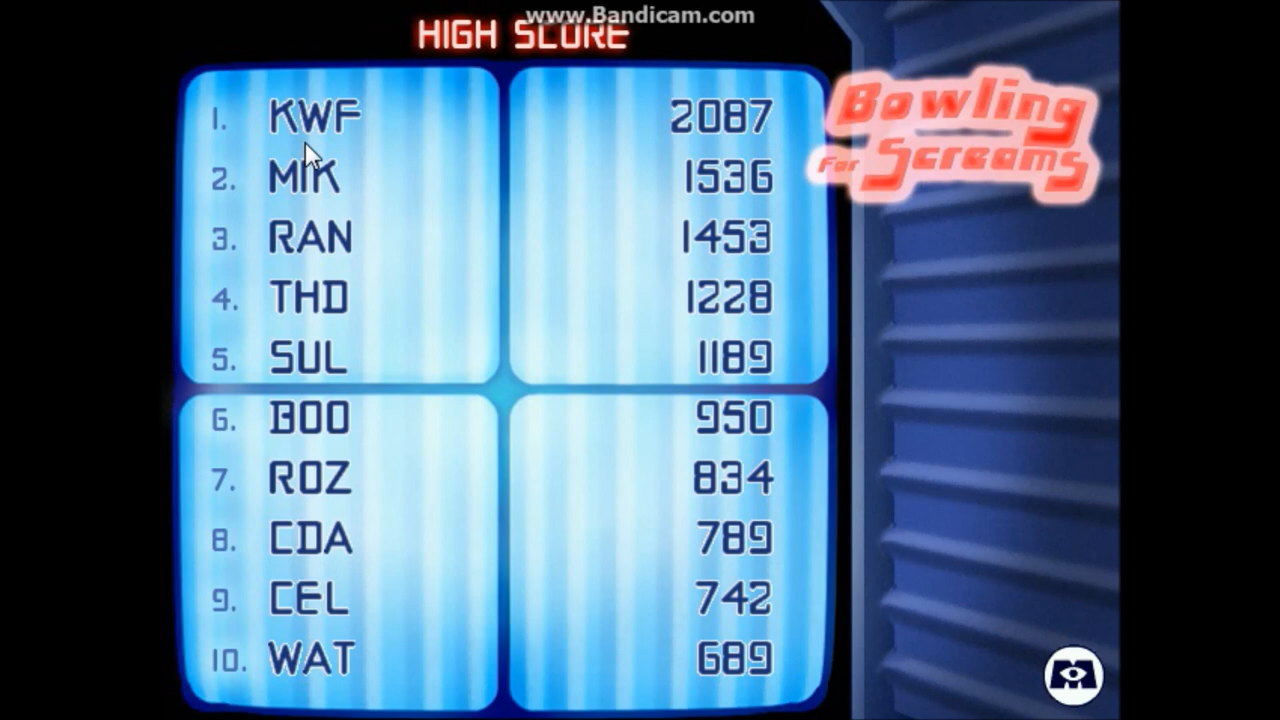 www.Bandicam.com
HIGH SCORE
Bowling
For Screams
1. KWF 2087
2. MIK 1536
3. RAN 1453
4. THD 1228
5. SUL 1189
6. BOO 950
7. ROZ 834
8. CDA 789
9. CEL 742
10. WAT 689